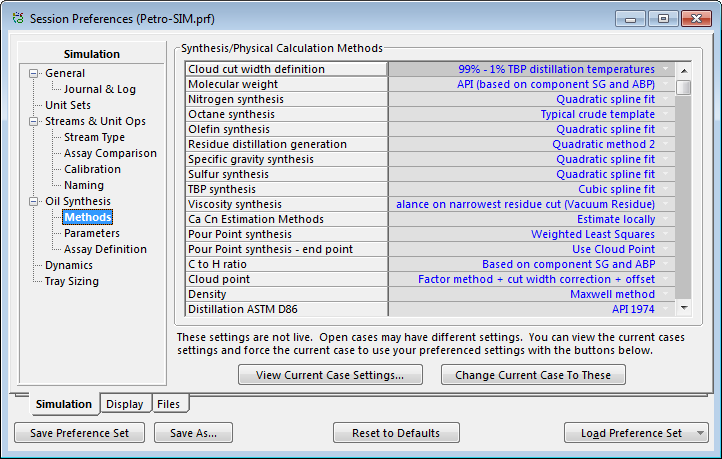 Session Preferences (Petro-SIM.prf)
Simulation
General
Journal & Log
Unit Sets
Streams & Unit Ops
Stream Type
Assay Comparison
Calibration
Naming
Oil Synthesis
Methods
Parameters
Assay Definition
Dynamics
Tray Sizing
Synthesis/Physical Calculation Methods
Cloud cut width definition 99% - 1% TBP distillation temperatures
Molecular weight API (based on component SG and ABP)
Nitrogen synthesis Quadratic spline fit
Octane synthesis Typical crude template
Olefin synthesis Quadratic spline fit
Residue distillation generation Quadratic method 2
Specific gravity synthesis Quadratic spline fit
Sulfur synthesis Quadratic spline fit
TBP synthesis Cubic spline fit
Viscosity synthesis alance on narrowest residue cut (Vacuum Residue)
Ca Cn Estimation Methods Estimate locally
Pour Point synthesis Weighted Least Squares
Pour Point synthesis - end point Use Cloud Point
C to H ratio Based on component SG and ABP
Cloud point Factor method + cut width correction + offset
Density Maxwell method
Distillation ASTM D86 API 1974
These settings are not live. Open cases may have different settings. You can view the current cases
settings and force the current case to use your preferenced settings with the buttons below.
View Current Case Settings... Change Current Case To These
Simulation Display Files
Save Preference Set Save As... Reset to Defaults Load Preference Set